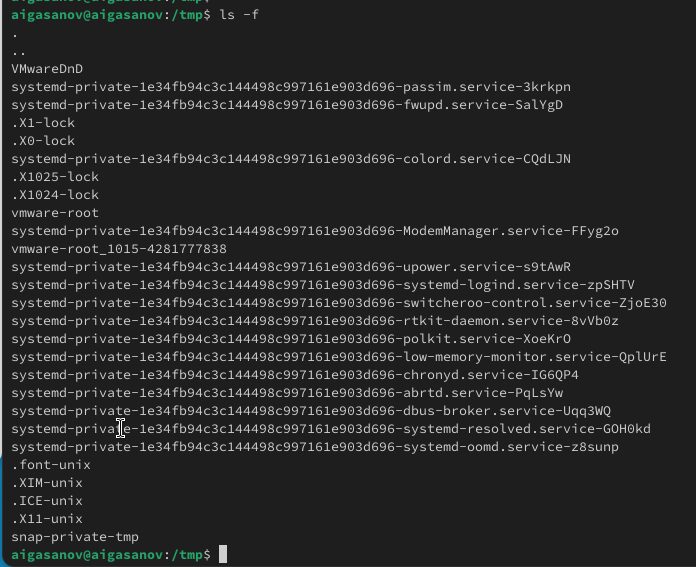 aigasanov@aigasanov:/tmp$ ls -f
.
..
VMwareDnD
systemd-private-1e34fb94c3c144498c997161e903d696-passim.service-3krkpn
systemd-private-1e34fb94c3c144498c997161e903d696-fwupd.service-SalYgD
.X1-lock
.X0-lock
systemd-private-1e34fb94c3c144498c997161e903d696-colord.service-CQdLJN
.X1025-lock
.X1024-lock
vmware-root
systemd-private-1e34fb94c3c144498c997161e903d696-ModemManager.service-FFyg2o
vmware-root_1015-4281777838
systemd-private-1e34fb94c3c144498c997161e903d696-upower.service-s9tAwR
systemd-private-1e34fb94c3c144498c997161e903d696-systemd-logind.service-zpSHTV
systemd-private-1e34fb94c3c144498c997161e903d696-switcheroo-control.service-ZjoE30
systemd-private-1e34fb94c3c144498c997161e903d696-rtkit-daemon.service-8vVb0z
systemd-private-1e34fb94c3c144498c997161e903d696-polkit.service-XoeKrO
systemd-private-1e34fb94c3c144498c997161e903d696-low-memory-monitor.service-QplUrE
systemd-private-1e34fb94c3c144498c997161e903d696-chronyd.service-IG6QP4
systemd-private-1e34fb94c3c144498c997161e903d696-abrtd.service-PqLsYw
systemd-private-1e34fb94c3c144498c997161e903d696-dbus-broker.service-Uqq3WQ
systemd-private-1e34fb94c3c144498c997161e903d696-systemd-resolved.service-GOH0kd
systemd-private-1e34fb94c3c144498c997161e903d696-systemd-oomd.service-z8sunp
.font-unix
.XIM-unix
.ICE-unix
.X11-unix
snap-private-tmp
aigasanov@aigasanov:/tmp$